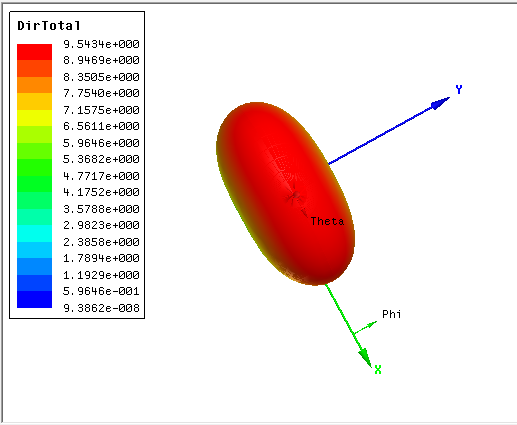 DirTotal
9.5434e+000
8.9469e+000
8.3505e+000
7.7540e+000
7.1575e+000
6.5611e+000
5.9646e+000
5.3682e+000
4.7717e+000
4.1752e+000
3.5788e+000
2.9823e+000
2.3858e+000
1.7894e+000
1.1929e+000
5.9646e-001
9.3862e-008
Y
Theta
Phi
X